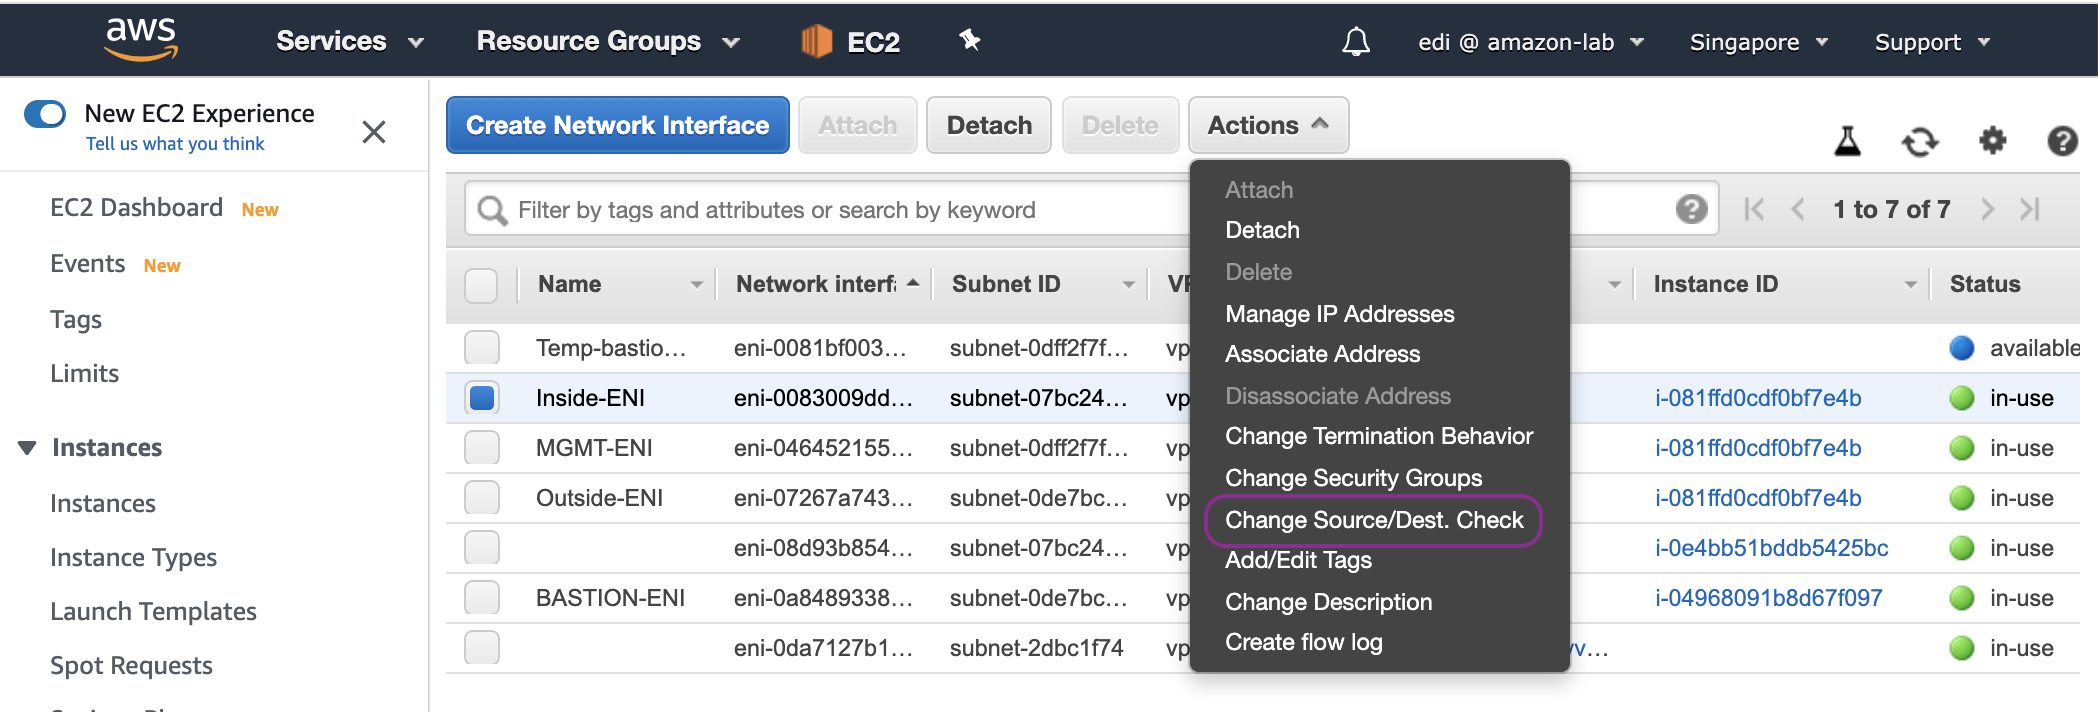 aws Services Resource Groups EC2 edi @ amazon-lab Singapore Support
New EC2 Experience
Tell us what you think
EC2 Dashboard New
Events New
Tags
Limits
Instances
Instances
Instance Types
Launch Templates
Spot Requests
Create Network Interface Attach Detach Delete Actions
Filter by tags and attributes or search by keyword 1 to 7 of 7
Name Network interf Subnet ID Instance ID Status
Temp-bastio... eni-0081bf003... subnet-0dff2f7f... vp available
Inside-ENI eni-0083009dd... subnet-07bc24... vp i-081ffd0cdf0bf7e4b in-use
MGMT-ENI eni-046452155... subnet-0dff2f7f... vp i-081ffd0cdf0bf7e4b in-use
Outside-ENI eni-07267a743... subnet-0de7bc... vp i-081ffd0cdf0bf7e4b in-use
eni-08d93b854... subnet-07bc24... vp i-0e4bb51bddb5425bc in-use
BASTION-ENI eni-0a8489338... subnet-0de7bc... vp i-04968091b8d67f097 in-use
eni-0da7127b1... subnet-2dbc1f74 vp in-use
Attach
Detach
Delete
Manage IP Addresses
Associate Address
Disassociate Address
Change Termination Behavior
Change Security Groups
Change Source/Dest. Check
Add/Edit Tags
Change Description
Create flow log